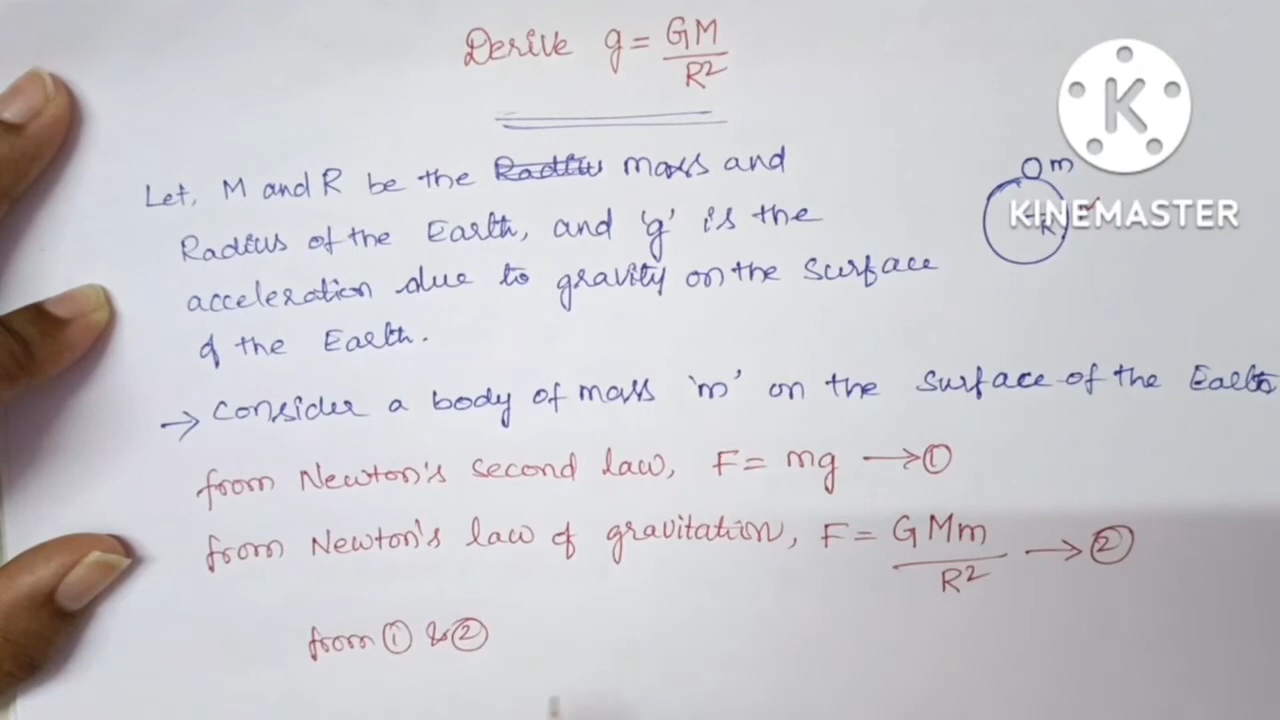 Derive g = GM/R²
Let, M and R be the Radiu mass and
Radius of the Earth, and 'g' is the
acceleration due to gravity on the surface
of the Earth.
→ Consider a body of mass 'm' on the surface of the Earth
from Newton's second law, F = mg → ①
from Newton's law of gravitation, F = GMm/R² → ②
from ① & ②
m
R
K
KINEMASTER